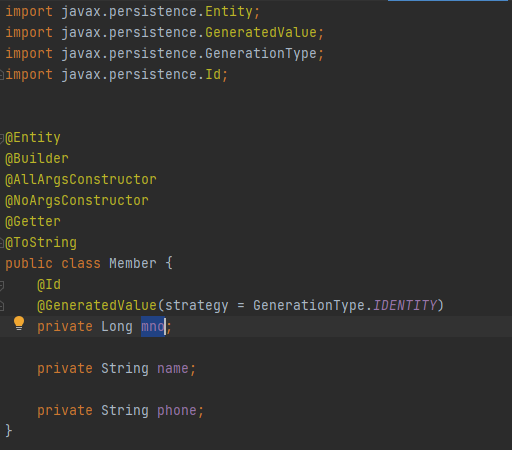 import javax.persistence.Entity;
import javax.persistence.GeneratedValue;
import javax.persistence.GenerationType;
import javax.persistence.Id;
@Entity
@Builder
@AllArgsConstructor
@NoArgsConstructor
@Getter
@ToString
public class Member {
@Id
@GeneratedValue(strategy = GenerationType.IDENTITY)
private Long mno;
private String name;
private String phone;
}